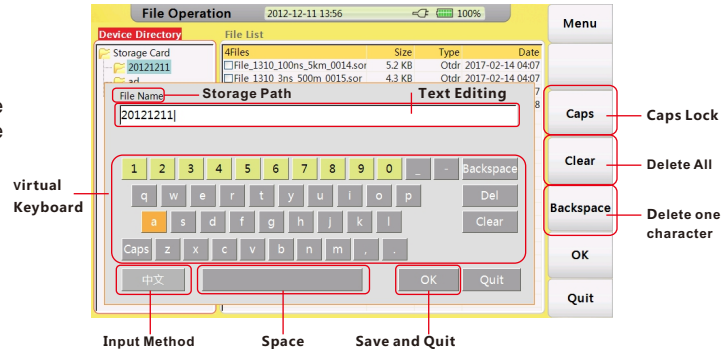 File Operation 2012-12-11 13:56 100%
Menu
Device Directory File List
Storage Card
20121211
ad
4Files Size Type Date
File_1310_100ns_5km_0014.sor 5.2 KB Otdr 2017-02-14 04:07
File_1310_3ns_500m_0015.sor 4.3 KB Otdr 2017-02-14 04:07
7
8
File Name Storage Path Text Editing
20121211
e
e
Caps Caps Lock
Clear Delete All
Backspace Delete one
character
OK
Quit
virtual
Keyboard
1 2 3 4 5 6 7 8 9 0 _ - Backspace
q w e r t y u i o p Del
a s d f g h j k l Clear
Caps z x c v b n m , .
中文 OK Quit
Input Method Space Save and Quit